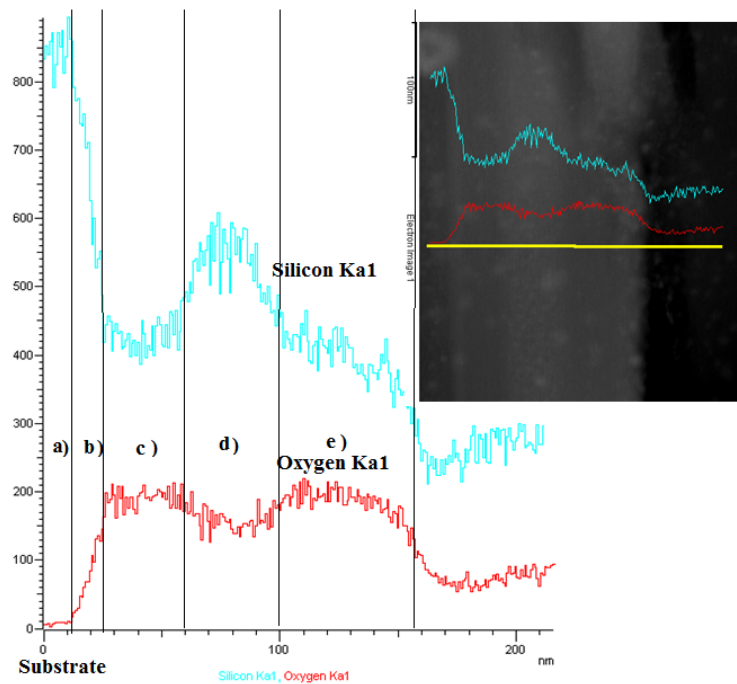 800
700
600
500
400
300
200
100
0
Silicon Ka1
a) b) c ) d) e )
Oxygen Ka1
0 100 200
nm
Substrate
Silicon Ka1, Oxygen Ka1
100nm
Electron Image 1